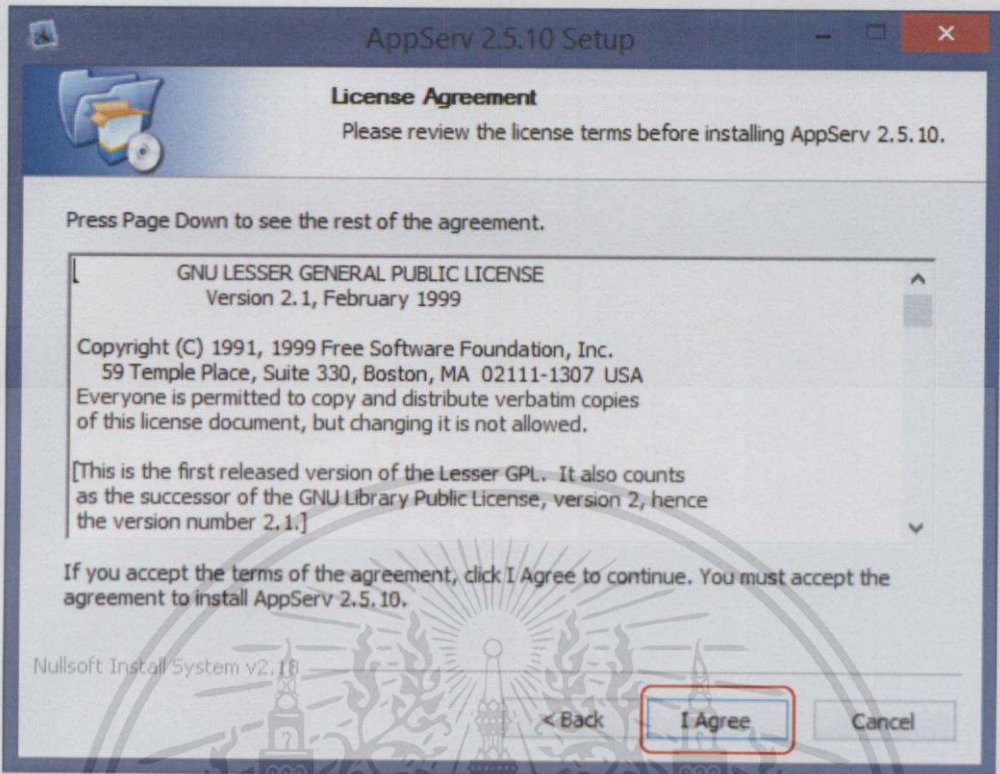 AppServ 2.5.10 Setup
License Agreement
Please review the license terms before installing AppServ 2.5.10.
Press Page Down to see the rest of the agreement.
GNU LESSER GENERAL PUBLIC LICENSE
Version 2.1, February 1999
Copyright (C) 1991, 1999 Free Software Foundation, Inc.
59 Temple Place, Suite 330, Boston, MA 02111-1307 USA
Everyone is permitted to copy and distribute verbatim copies
of this license document, but changing it is not allowed.
[This is the first released version of the Lesser GPL. It also counts
as the successor of the GNU Library Public License, version 2, hence
the version number 2.1.]
If you accept the terms of the agreement, click I Agree to continue. You must accept the
agreement to install AppServ 2.5.10.
Nullsoft Install System v2.18
< Back
I Agree
Cancel